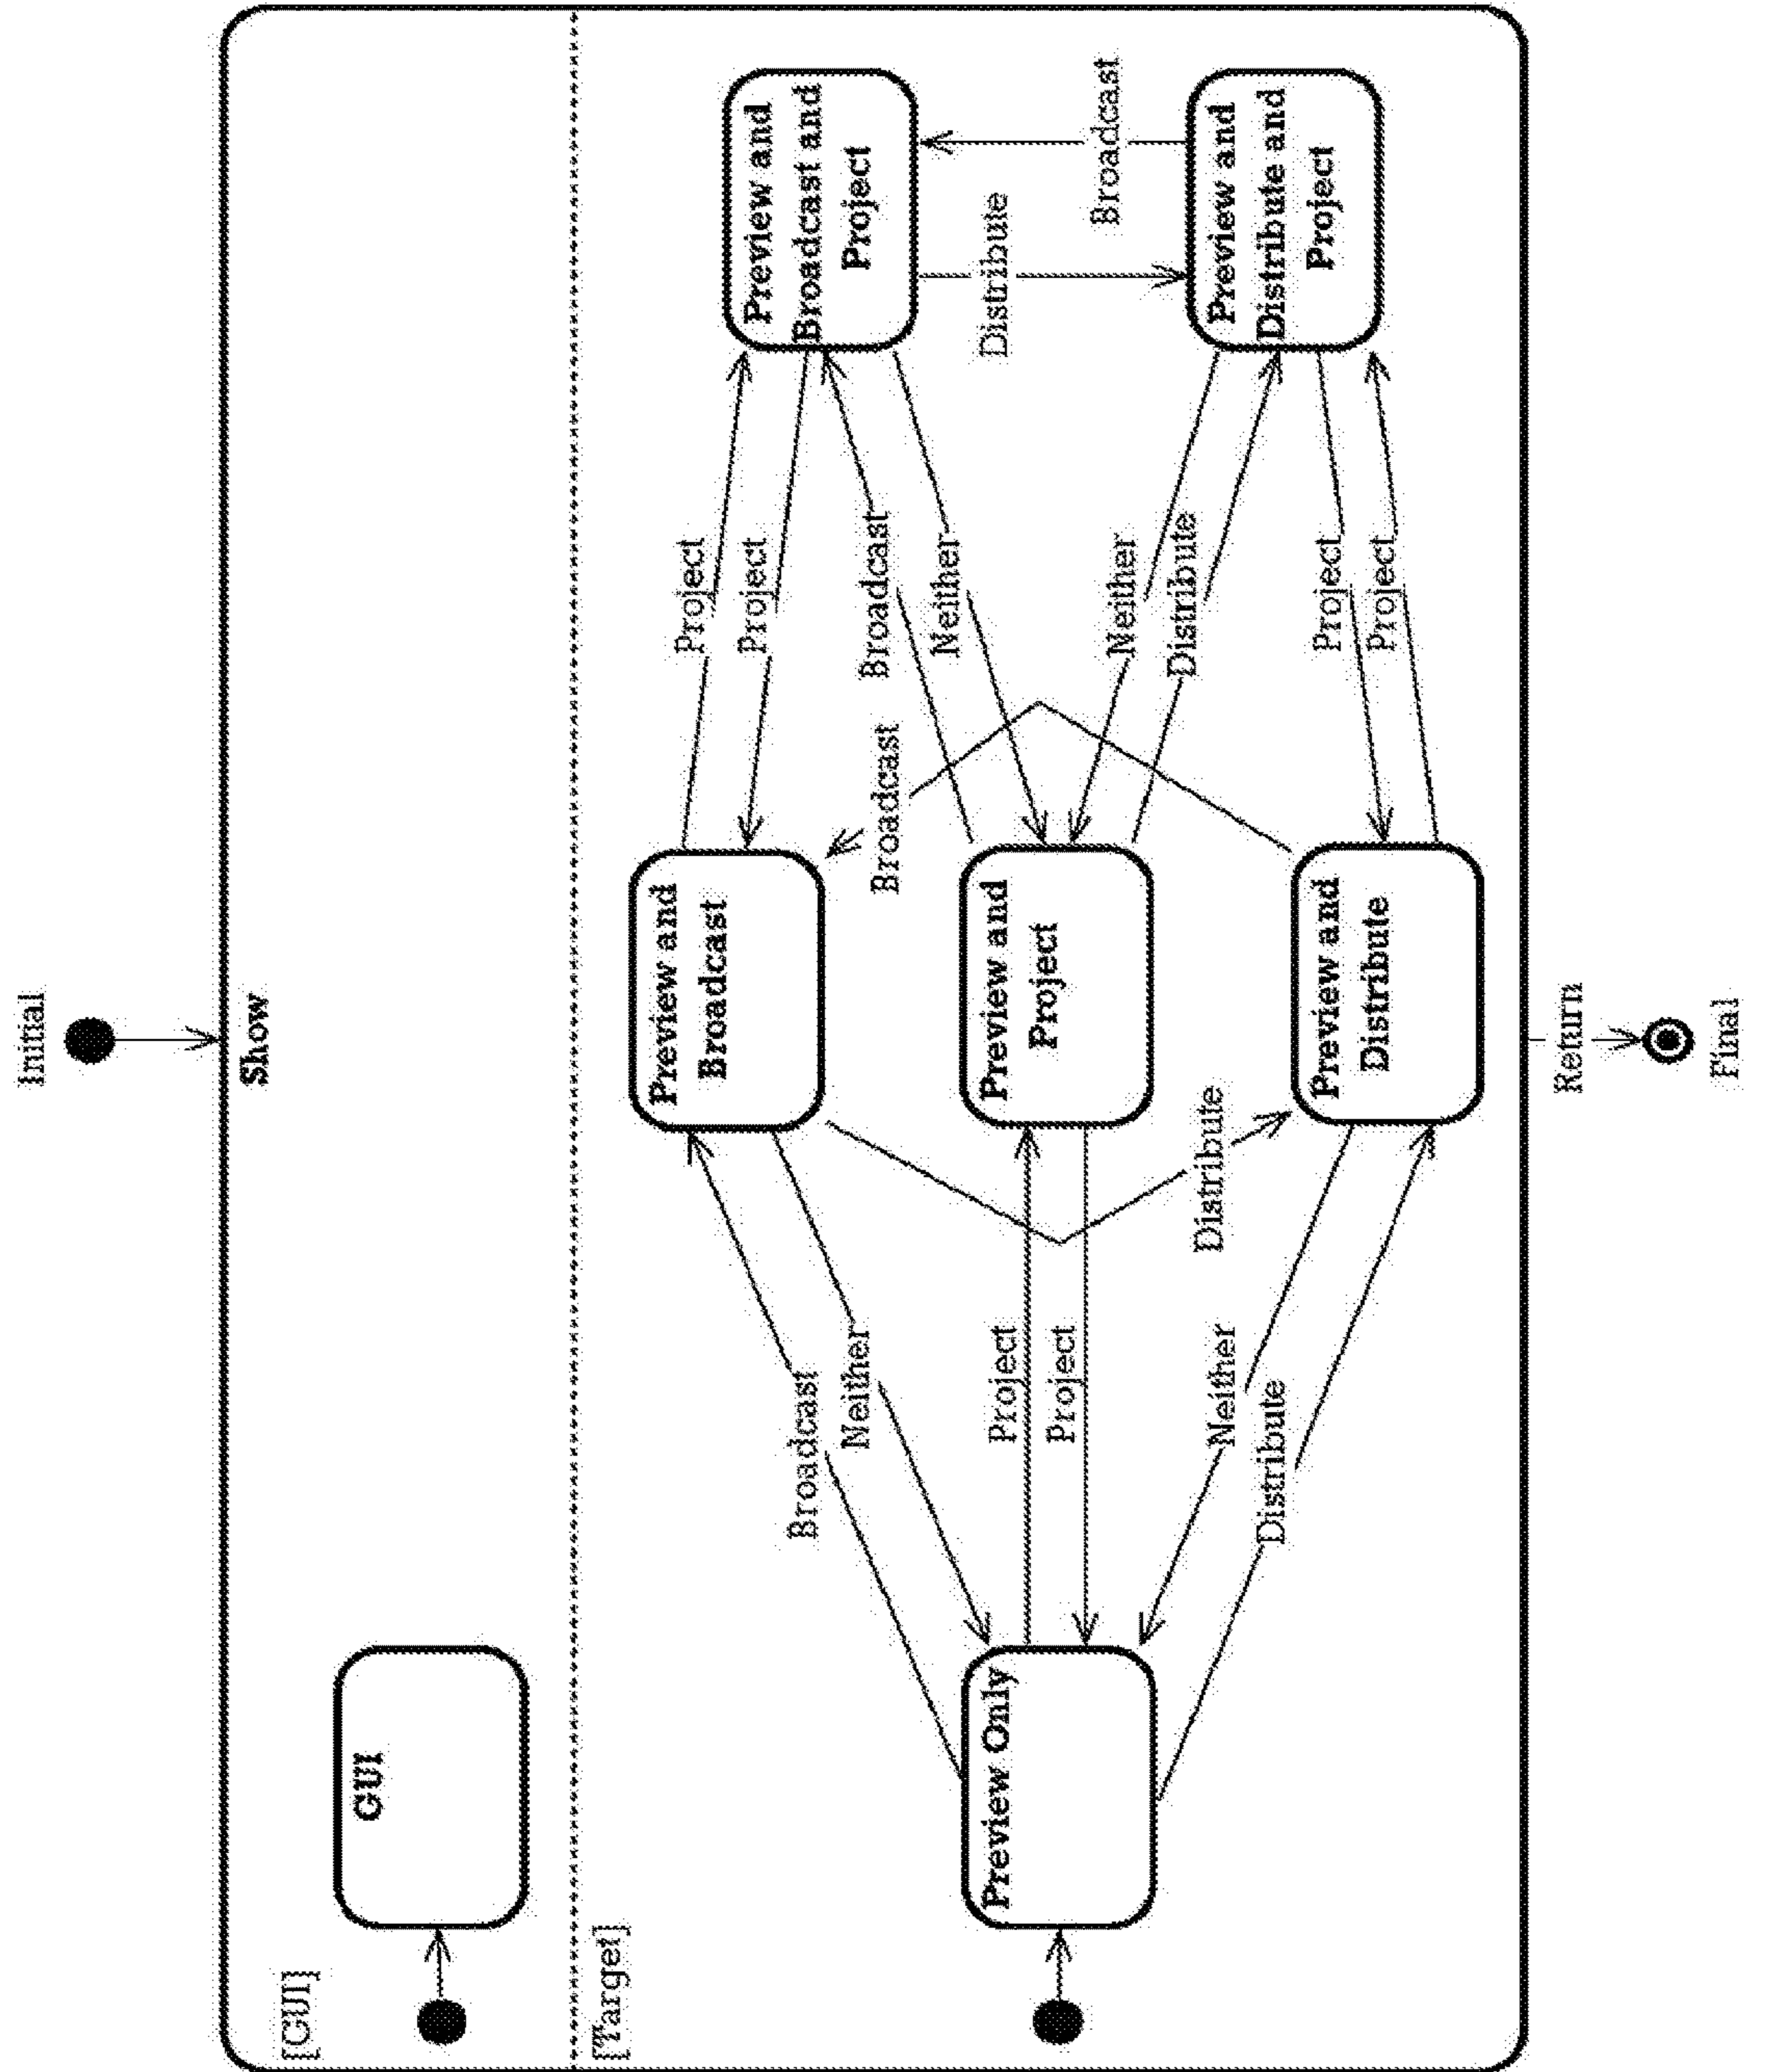 Initial
Show
[GUI]
GUI
[Target]
Preview Only
Broadcast
Neither
Project
Project
Neither
Distribute
Preview and
Broadcast
Preview and
Project
Preview and
Distribute
Distribute
Broadcast
Project
Project
Broadcast
Neither
Neither
Distribute
Project
Project
Preview and
Broadcast and
Project
Distribute
Broadcast
Preview and
Distribute and
Project
Return
Final